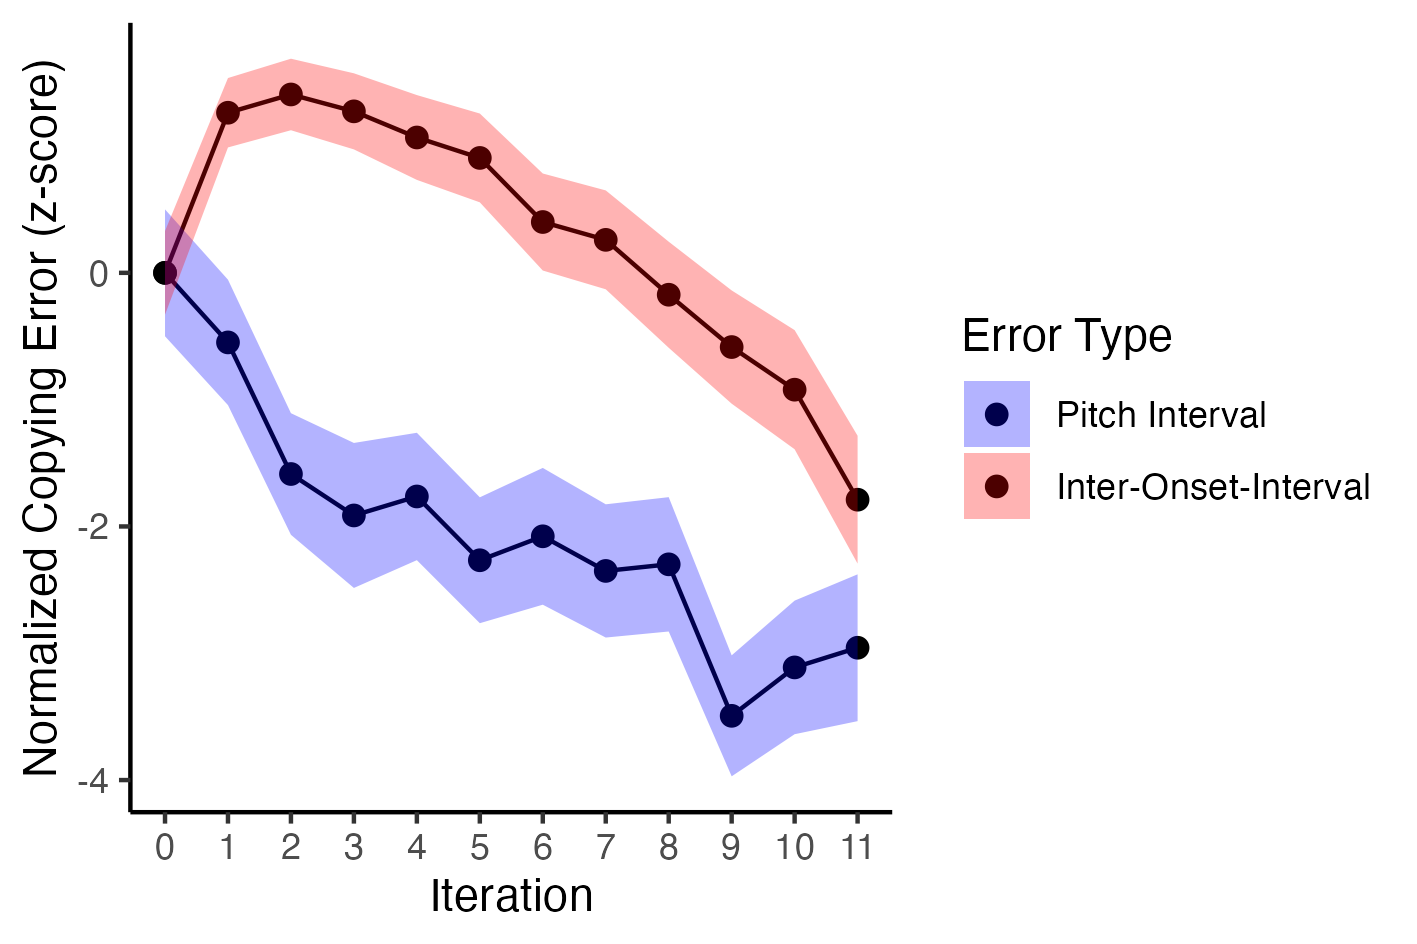 Normalized Copying Error (z-score)
0
-2
-4
0 1 2 3 4 5 6 7 8 9 10 11
Iteration
Error Type
Pitch Interval
Inter-Onset-Interval